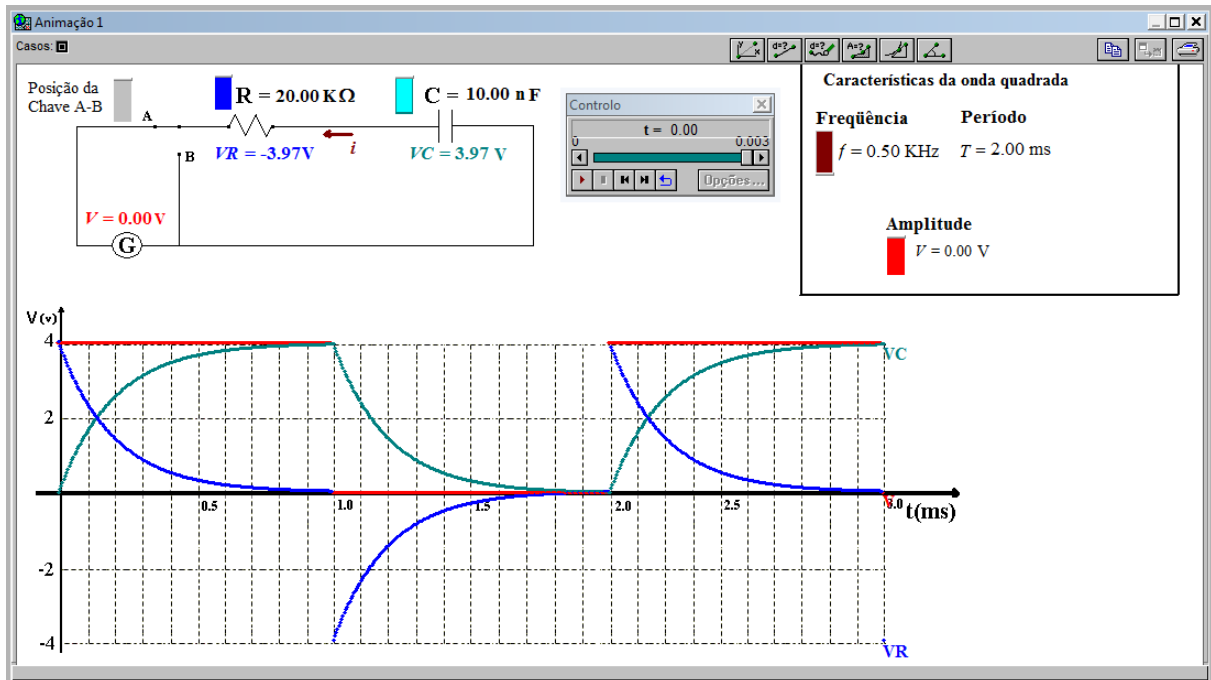 Animação 1
Casos:
Posição da
Chave A-B
R = 20.00 KΩ
C = 10.00 n F
A
B
VR = -3.97V
i
VC = 3.97 V
V = 0.00V
G
Controlo
t = 0.00
0 0.003
Opções...
Características da onda quadrada
Freqüência Período
f = 0.50 KHz T = 2.00 ms
Amplitude
V = 0.00 V
V(v)
4
VC
2
0.5 1.0 1.5 2.0 2.5 3.0
t(ms)
-2
-4
VR